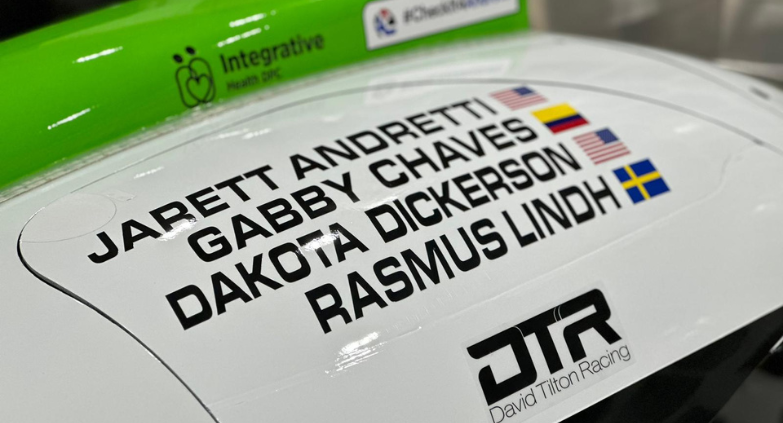 Integrative
Health DPC
JARETT ANDRETTI
GABBY CHAVES
DAKOTA DICKERSON
RASMUS LINDH
DTR
David Tilton Racing